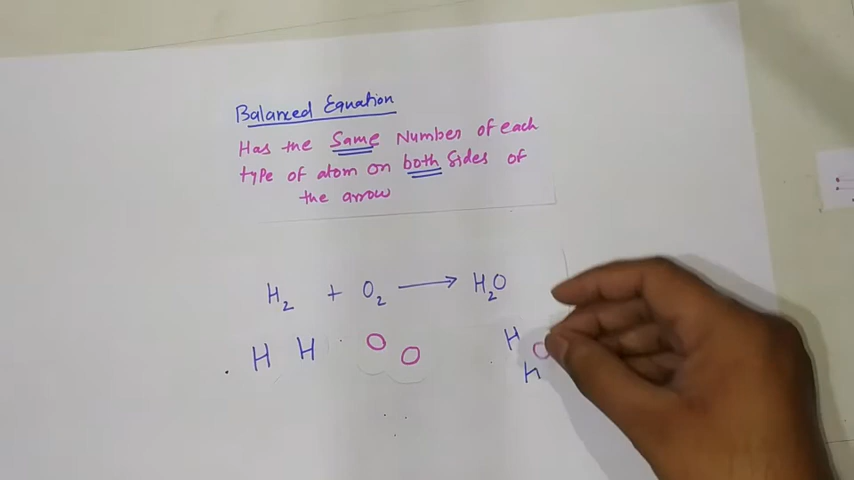 Balanced Equation
Has the Same Number of each
type of atom on both sides of
the arrow
H₂ + O₂ ⟶ H₂O
H H O O H O
H